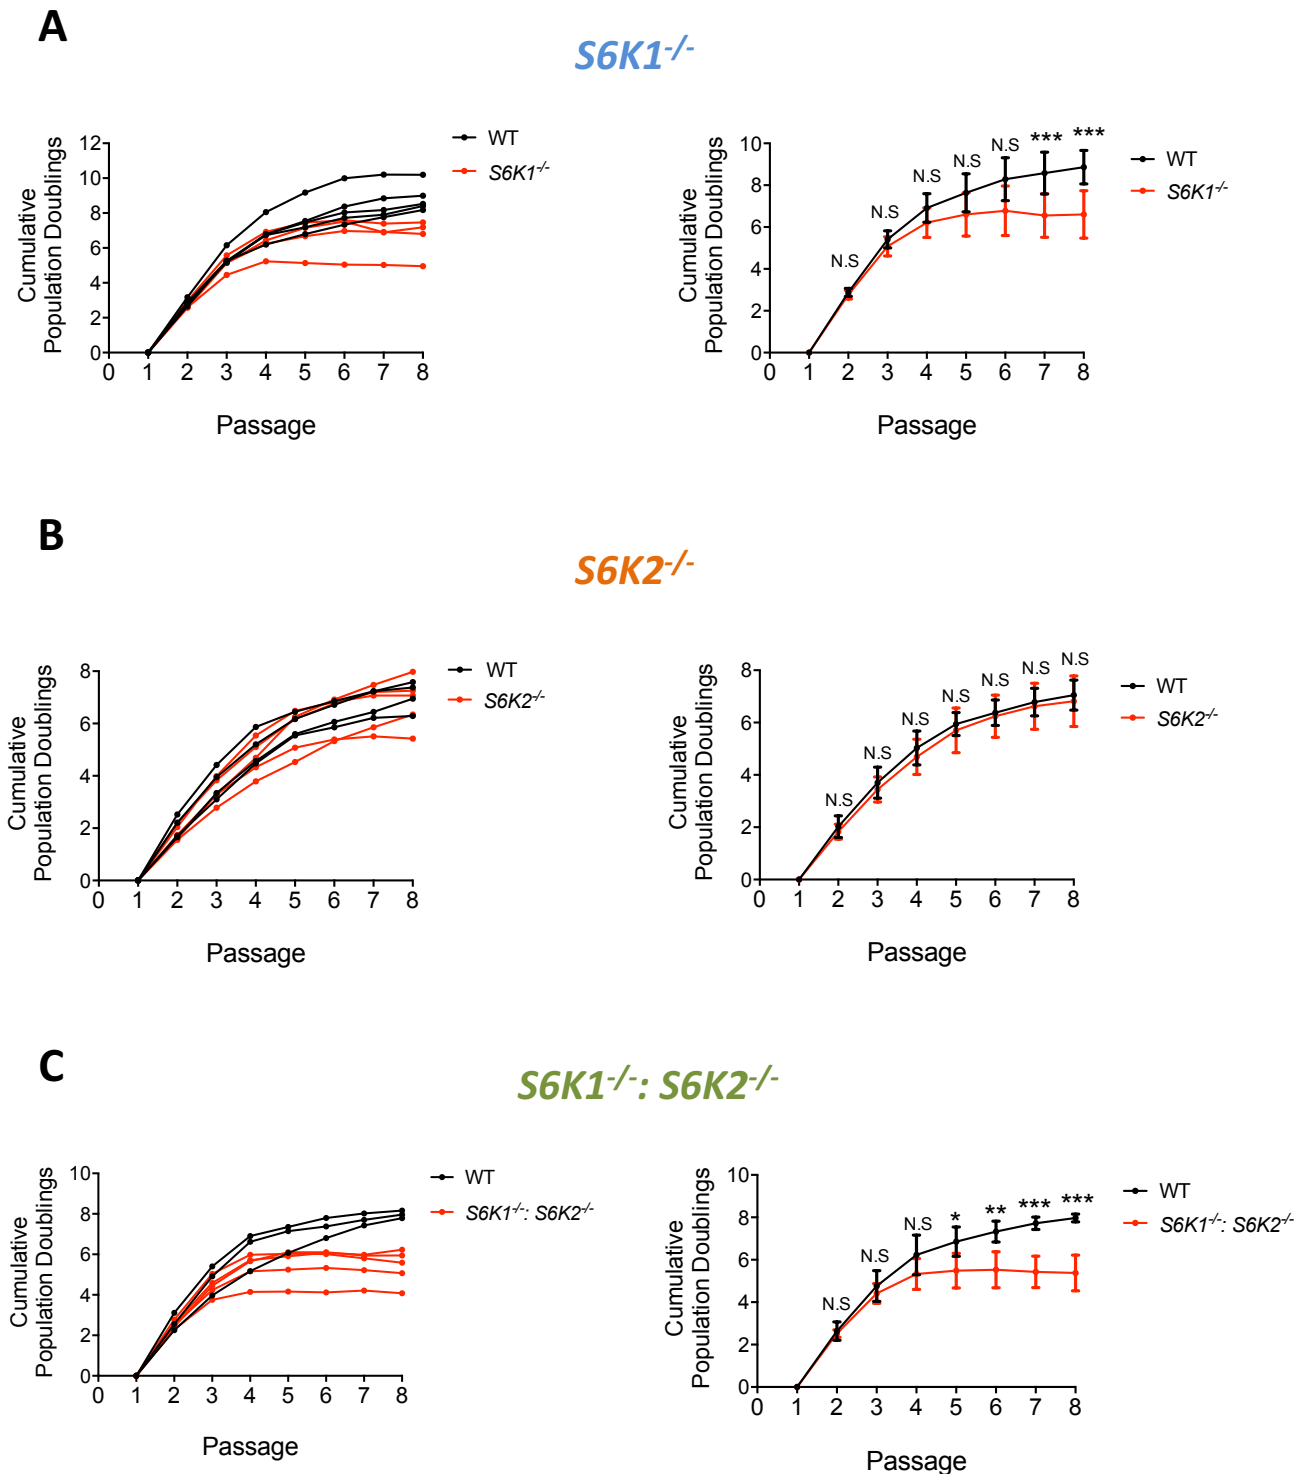 A
S6K1-/-
Cumulative
Population Doublings
12
10
8
6
4
2
0
0 1 2 3 4 5 6 7 8
Passage
WT
S6K1-/-
Cumulative
Population Doublings
10
8
6
4
2
0
0 1 2 3 4 5 6 7 8
Passage
N.S N.S N.S N.S N.S *** ***
WT
S6K1-/-
B
S6K2-/-
Cumulative
Population Doublings
8
6
4
2
0
0 1 2 3 4 5 6 7 8
Passage
WT
S6K2-/-
Cumulative
Population Doublings
8
6
4
2
0
0 1 2 3 4 5 6 7 8
Passage
N.S N.S N.S N.S N.S N.S N.S
WT
S6K2-/-
C
S6K1-/-: S6K2-/-
Cumulative
Population Doublings
10
8
6
4
2
0
0 1 2 3 4 5 6 7 8
Passage
WT
S6K1-/-: S6K2-/-
Cumulative
Population Doublings
10
8
6
4
2
0
0 1 2 3 4 5 6 7 8
Passage
N.S N.S N.S * ** *** ***
WT
S6K1-/-: S6K2-/-